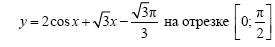 y = 2cos x + √3x − √3π/3 на отрезке [0; π/2]